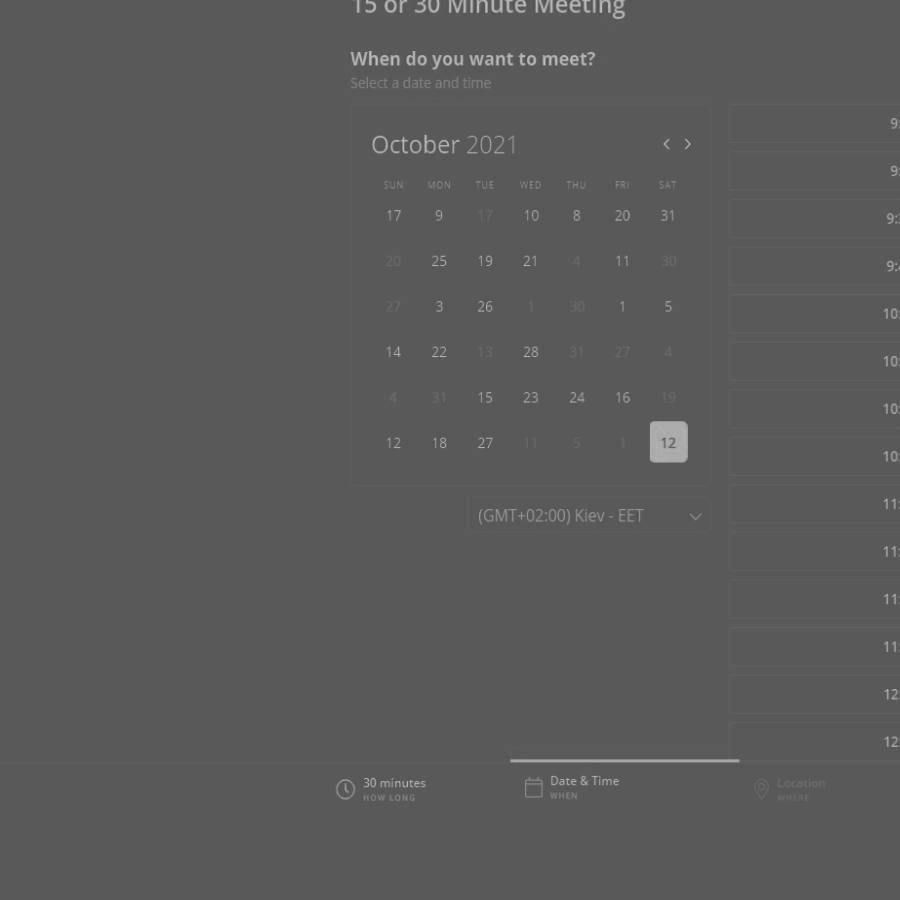 15 or 30 Minute Meeting
When do you want to meet?
Select a date and time
October 2021
SUN MON TUE WED THU FRI SAT
17 9 17 10 8 20 31
20 25 19 21 4 11 30
27 3 26 1 30 1 5
14 22 13 28 31 27 4
4 31 15 23 24 16 19
12 18 27 11 5 1 12
(GMT+02:00) Kiev - EET
9:
9:
9:
9:
10:
10:
10:
10:
11:
11:
11:
11:
12:
12:
30 minutes
HOW LONG
Date & Time
WHEN
Location
WHERE